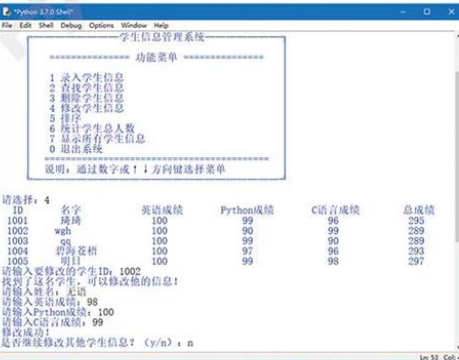 *Python 3.7.0 Shell*
File Edit Shell Debug Options Window Help
学生信息管理系统
=============== 功能菜单 ===============
1 录入学生信息
2 查找学生信息
3 删除学生信息
4 修改学生信息
5 排序
6 统计学生总人数
7 显示所有学生信息
0 退出系统
说明：通过数字或↑↓方向键选择菜单
请选择：4
ID 名字 英语成绩 Python成绩 C语言成绩 总成绩
1001 琦琦 100 99 96 295
1002 wgh 100 90 99 289
1003 qq 100 99 90 289
1004 碧海苍梧 100 97 96 293
1005 明日 100 99 98 297
请输入要修改的学生ID：1002
找到了这名学生，可以修改他的信息！
请输入姓名：无语
请输入英语成绩：98
请输入Python成绩：100
请输入C语言成绩：99
修改成功！
是否继续修改其他学生信息？（y/n）：n
Ln: 53 Col: